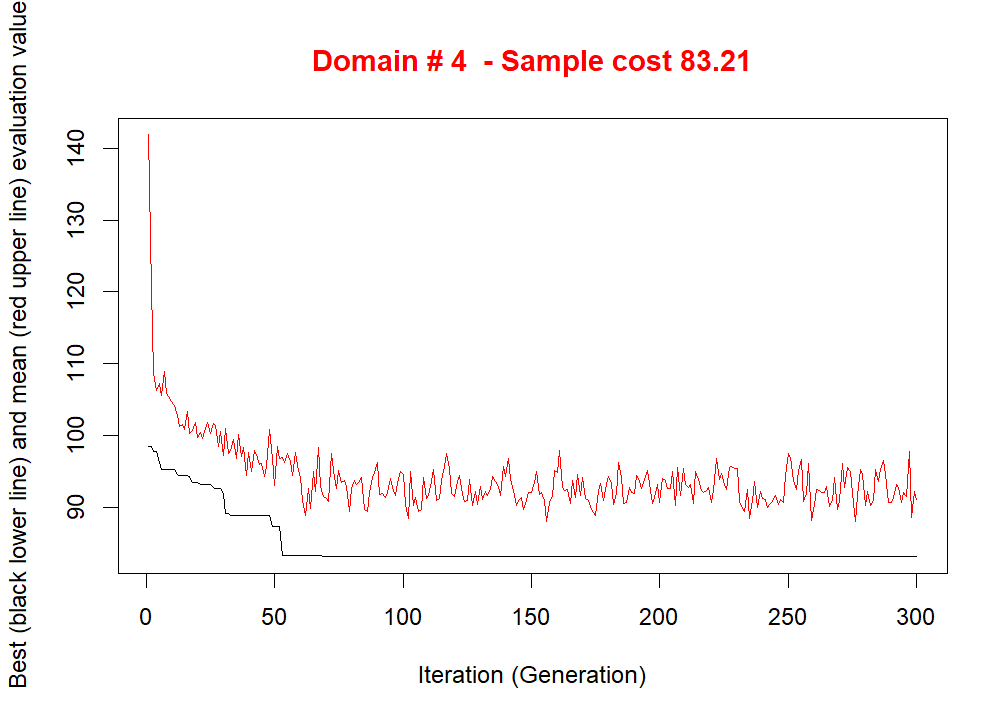 Domain # 4  - Sample cost 83.21
Best (black lower line) and mean (red upper line) evaluation value
140
130
120
110
100
90
0 50 100 150 200 250 300
Iteration (Generation)